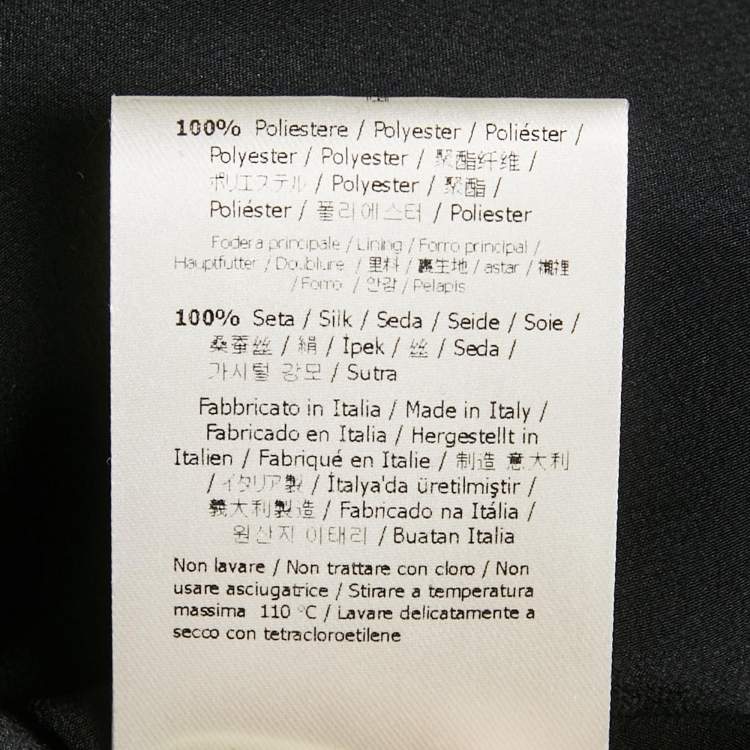 100% Poliestere / Polyester / Poliéster /
Polyester / Polyester / 聚酯纤维 /
ポリエステル / Polyester / 聚酯 /
Poliéster / 폴리에스터 / Poliester
Fodera principale / Lining / Forro principal /
Hauptfutter / Doublure / 里料 / 裏生地 / astar / 襯裡
/ Forro / 안감 / Pelapis
100% Seta / Silk / Seda / Seide / Soie /
桑蚕丝 / 絹 / İpek / 丝 / Seda /
가시털 강모 / Sutra
Fabbricato in Italia / Made in Italy /
Fabricado en Italia / Hergestellt in
Italien / Fabriqué en Italie / 制造 意大利
/ イタリア製 / İtalya'da üretilmiştir /
義大利製造 / Fabricado na Itália /
원산지 이태리 / Buatan Italia
Non lavare / Non trattare con cloro / Non
usare asciugatrice / Stirare a temperatura
massima 110 °C / Lavare delicatamente a
secco con tetracloroetilene